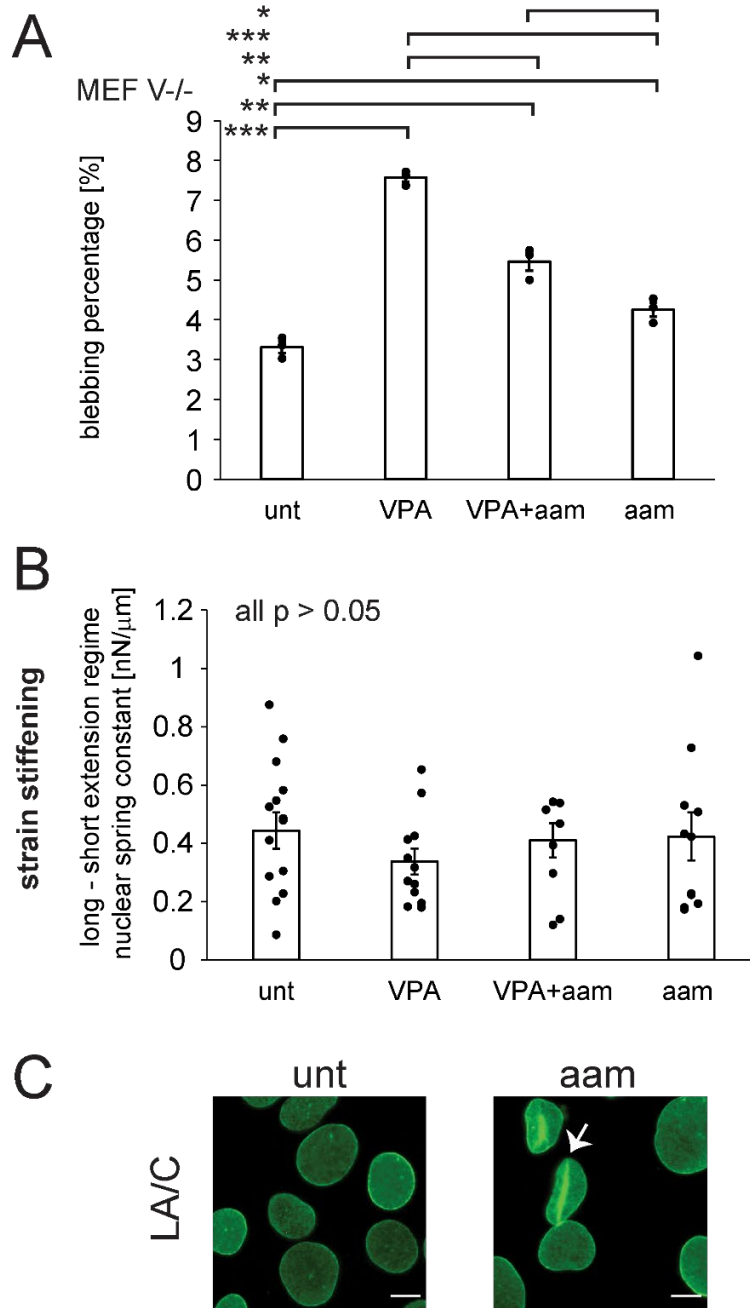 A
*
***
**
MEF V-/-
*
**
***
blebbing percentage [%]
9
8
7
6
5
4
3
2
1
0
unt VPA VPA+aam aam
B
strain stiffening
long - short extension regime
nuclear spring constant [nN/μm]
all p > 0.05
1.2
1
0.8
0.6
0.4
0.2
0
unt VPA VPA+aam aam
C
unt aam
LA/C